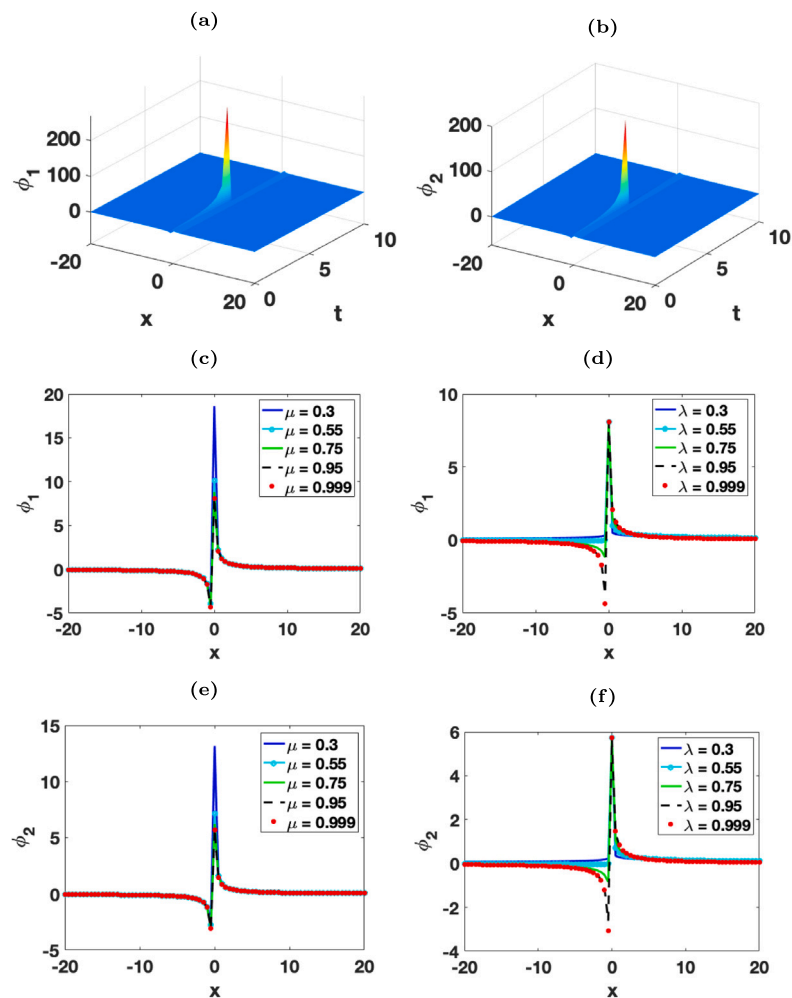 (a)
(b)
200
100
0
ϕ1
-20
0
20
x
0
5
10
t
200
100
0
ϕ2
-20
0
20
x
0
5
10
t
(c)
(d)
20
15
10
5
0
-5
ϕ1
-20
-10
0
10
20
x
μ = 0.3
μ = 0.55
μ = 0.75
μ = 0.95
μ = 0.999
10
5
0
-5
ϕ1
-20
-10
0
10
20
x
λ = 0.3
λ = 0.55
λ = 0.75
λ = 0.95
λ = 0.999
(e)
(f)
15
10
5
0
-5
ϕ2
-20
-10
0
10
20
x
μ = 0.3
μ = 0.55
μ = 0.75
μ = 0.95
μ = 0.999
6
4
2
0
-2
-4
ϕ2
-20
-10
0
10
20
x
λ = 0.3
λ = 0.55
λ = 0.75
λ = 0.95
λ = 0.999